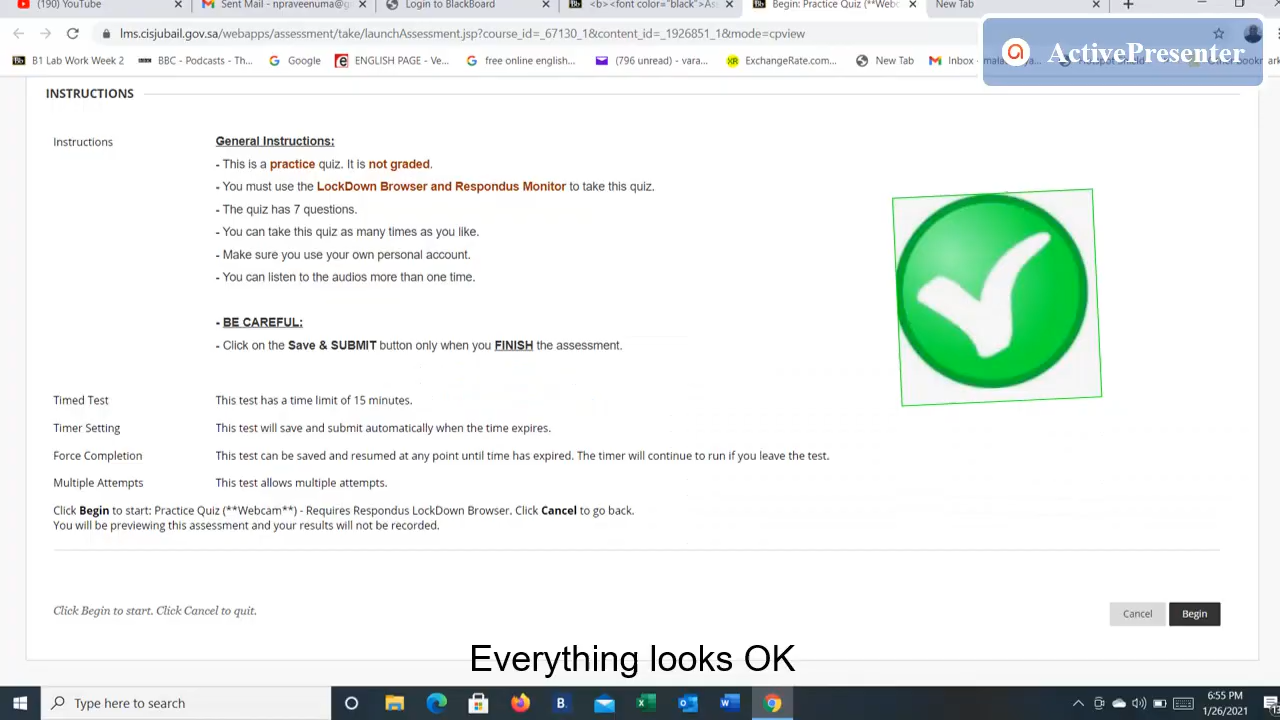 (190) YouTube
Sent Mail - npraveenuma@g
Login to BlackBoard
<b><font color="black">As
Begin: Practice Quiz (**Webc
New Tab
lms.cisjubail.gov.sa/webapps/assessment/take/launchAssessment.jsp?course_id=_67130_1&content_id=_1926851_1&mode=cpview
ActivePresenter
B1 Lab Work Week 2
BBC - Podcasts - Th...
Google
ENGLISH PAGE - Ve...
free online english...
(796 unread) - vara...
ExchangeRate.com...
New Tab
INSTRUCTIONS
Instructions
General Instructions:
- This is a practice quiz. It is not graded.
- You must use the LockDown Browser and Respondus Monitor to take this quiz.
- The quiz has 7 questions.
- You can take this quiz as many times as you like.
- Make sure you use your own personal account.
- You can listen to the audios more than one time.
- BE CAREFUL:
- Click on the Save & SUBMIT button only when you FINISH the assessment.
Timed Test This test has a time limit of 15 minutes.
Timer Setting This test will save and submit automatically when the time expires.
Force Completion This test can be saved and resumed at any point until time has expired. The timer will continue to run if you leave the test.
Multiple Attempts This test allows multiple attempts.
Click Begin to start: Practice Quiz (**Webcam**) - Requires Respondus LockDown Browser. Click Cancel to go back.
You will be previewing this assessment and your results will not be recorded.
Click Begin to start. Click Cancel to quit.
Cancel
Begin
Everything looks OK
Type here to search
6:55 PM
1/26/2021